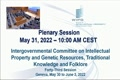 Plenary Session
May 31, 2022 – 10:00 AM CEST
Intergovernmental Committee on Intellectual
Property and Genetic Resources, Traditional
Knowledge and Folklore
Forty-Third Session
Geneva, May 30 to June 3, 2022